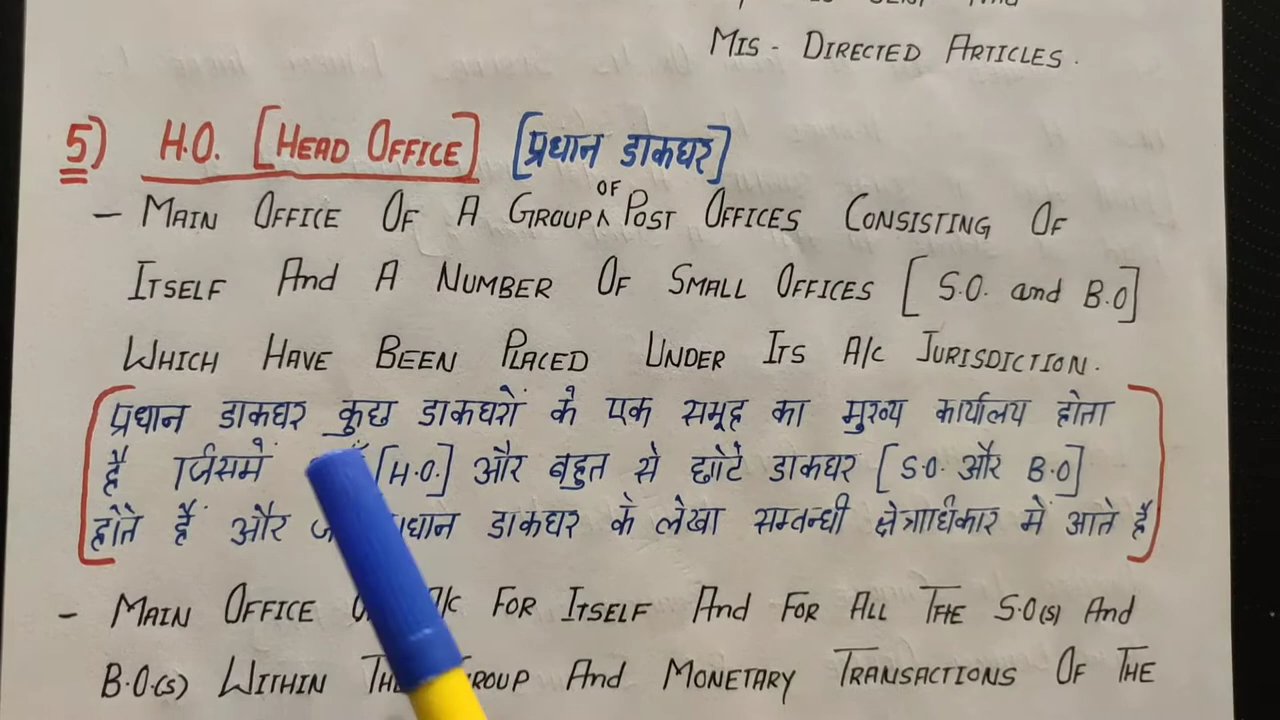 MIS - DIRECTED ARTICLES.
5) H.O. [HEAD OFFICE] [प्रधान डाकघर]
- MAIN OFFICE OF A GROUP OF POST OFFICES CONSISTING OF
ITSELF And A NUMBER OF SMALL OFFICES [S.O. and B.O]
WHICH HAVE BEEN PLACED UNDER ITS A/C JURISDICTION.
[प्रधान डाकघर कुछ डाकघरों के एक समूह का मुख्य कार्यालय होता
है जिसमें [H.O.] और बहुत से छोटे डाकघर [S.O. और B.O]
होते हैं और डाकघर के लेखा सम्बन्धी क्षेत्राधिकार में आते है]
- MAIN OFFICE A/C FOR ITSELF And FOR ALL THE S.O(S) And
B.O.(S) WITHIN GROUP And MONETARY TRANSACTIONS OF THE